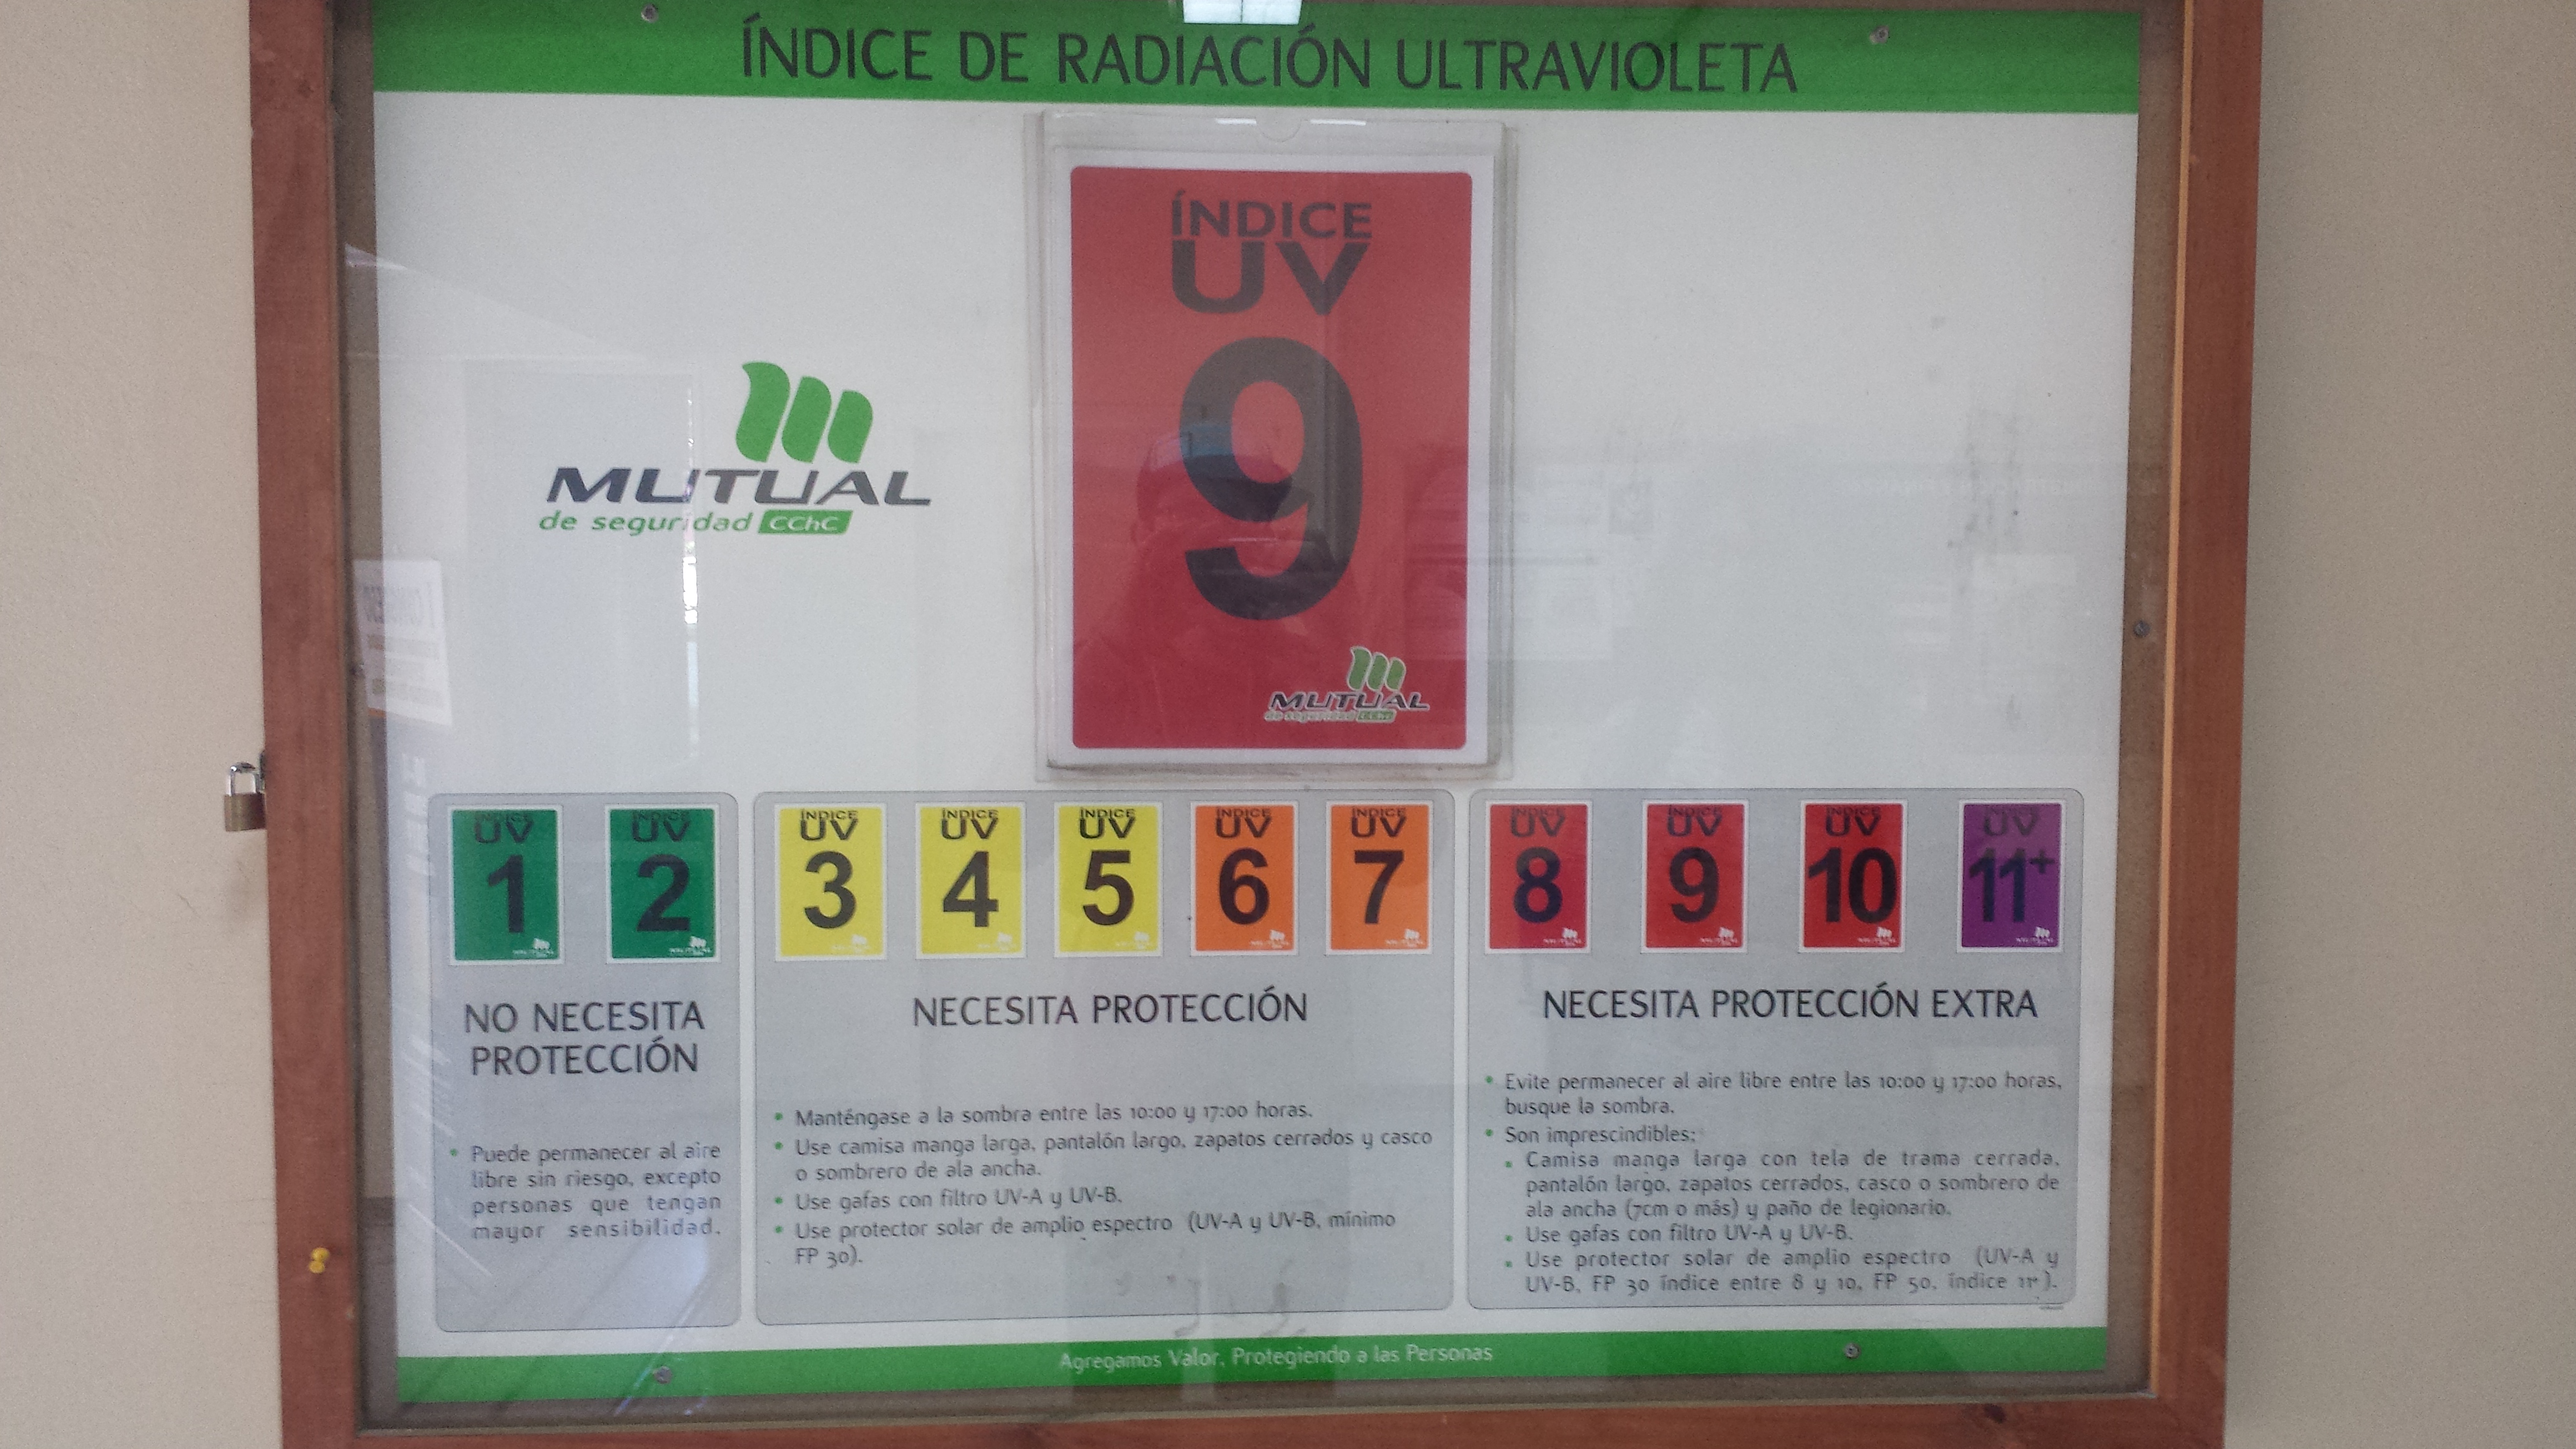 ÍNDICE DE RADIACIÓN ULTRAVIOLETA
ÍNDICE
UV
9
MUTUAL
de seguridad CChC
MUTUAL
de seguridad CChC
ÍNDICE
UV
1
ÍNDICE
UV
2
ÍNDICE
UV
3
ÍNDICE
UV
4
ÍNDICE
UV
5
ÍNDICE
UV
6
ÍNDICE
UV
7
ÍNDICE
UV
8
ÍNDICE
UV
9
ÍNDICE
UV
10
ÍNDICE
UV
11+
NO NECESITA
PROTECCIÓN
• Puede permanecer al aire
libre sin riesgo, excepto
personas que tengan
mayor sensibilidad.
NECESITA PROTECCIÓN
• Manténgase a la sombra entre las 10:00 y 17:00 horas.
• Use camisa manga larga, pantalón largo, zapatos cerrados y casco
o sombrero de ala ancha.
• Use gafas con filtro UV-A y UV-B.
• Use protector solar de amplio espectro (UV-A y UV-B, mínimo
FP 30).
NECESITA PROTECCIÓN EXTRA
• Evite permanecer al aire libre entre las 10:00 y 17:00 horas,
busque la sombra.
• Son imprescindibles:
• Camisa manga larga con tela de trama cerrada,
pantalón largo, zapatos cerrados, casco o sombrero de
ala ancha (7cm o más) y paño de legionario.
• Use gafas con filtro UV-A y UV-B.
• Use protector solar de amplio espectro (UV-A y
UV-B, FP 30 índice entre 8 y 10, FP 50, índice 11+).
Agregamos Valor, Protegiendo a las Personas